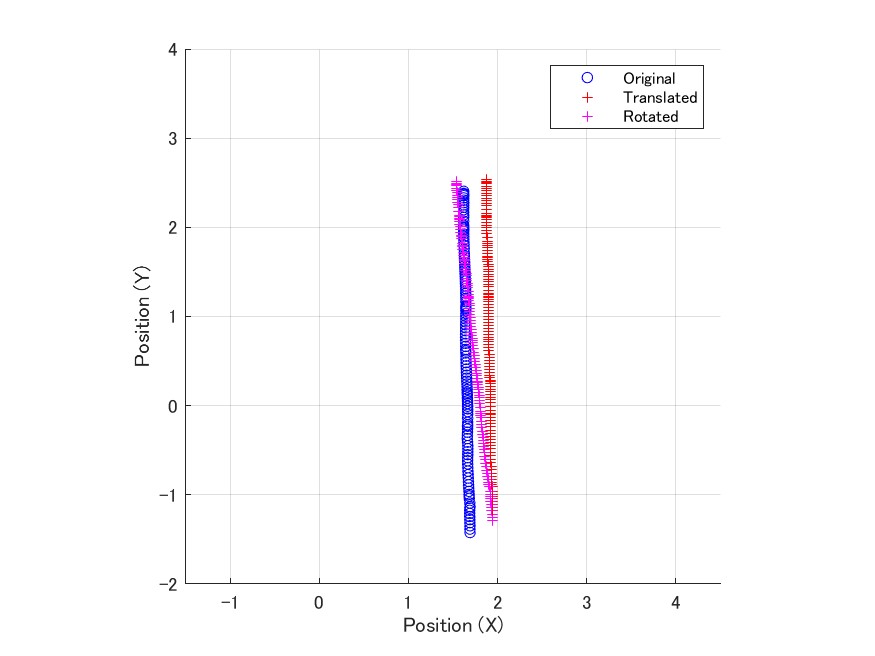 4
3
2
1
0
−1
−2
−1
0
1
2
3
4
Position (Y)
Position (X)
Original
Translated
Rotated